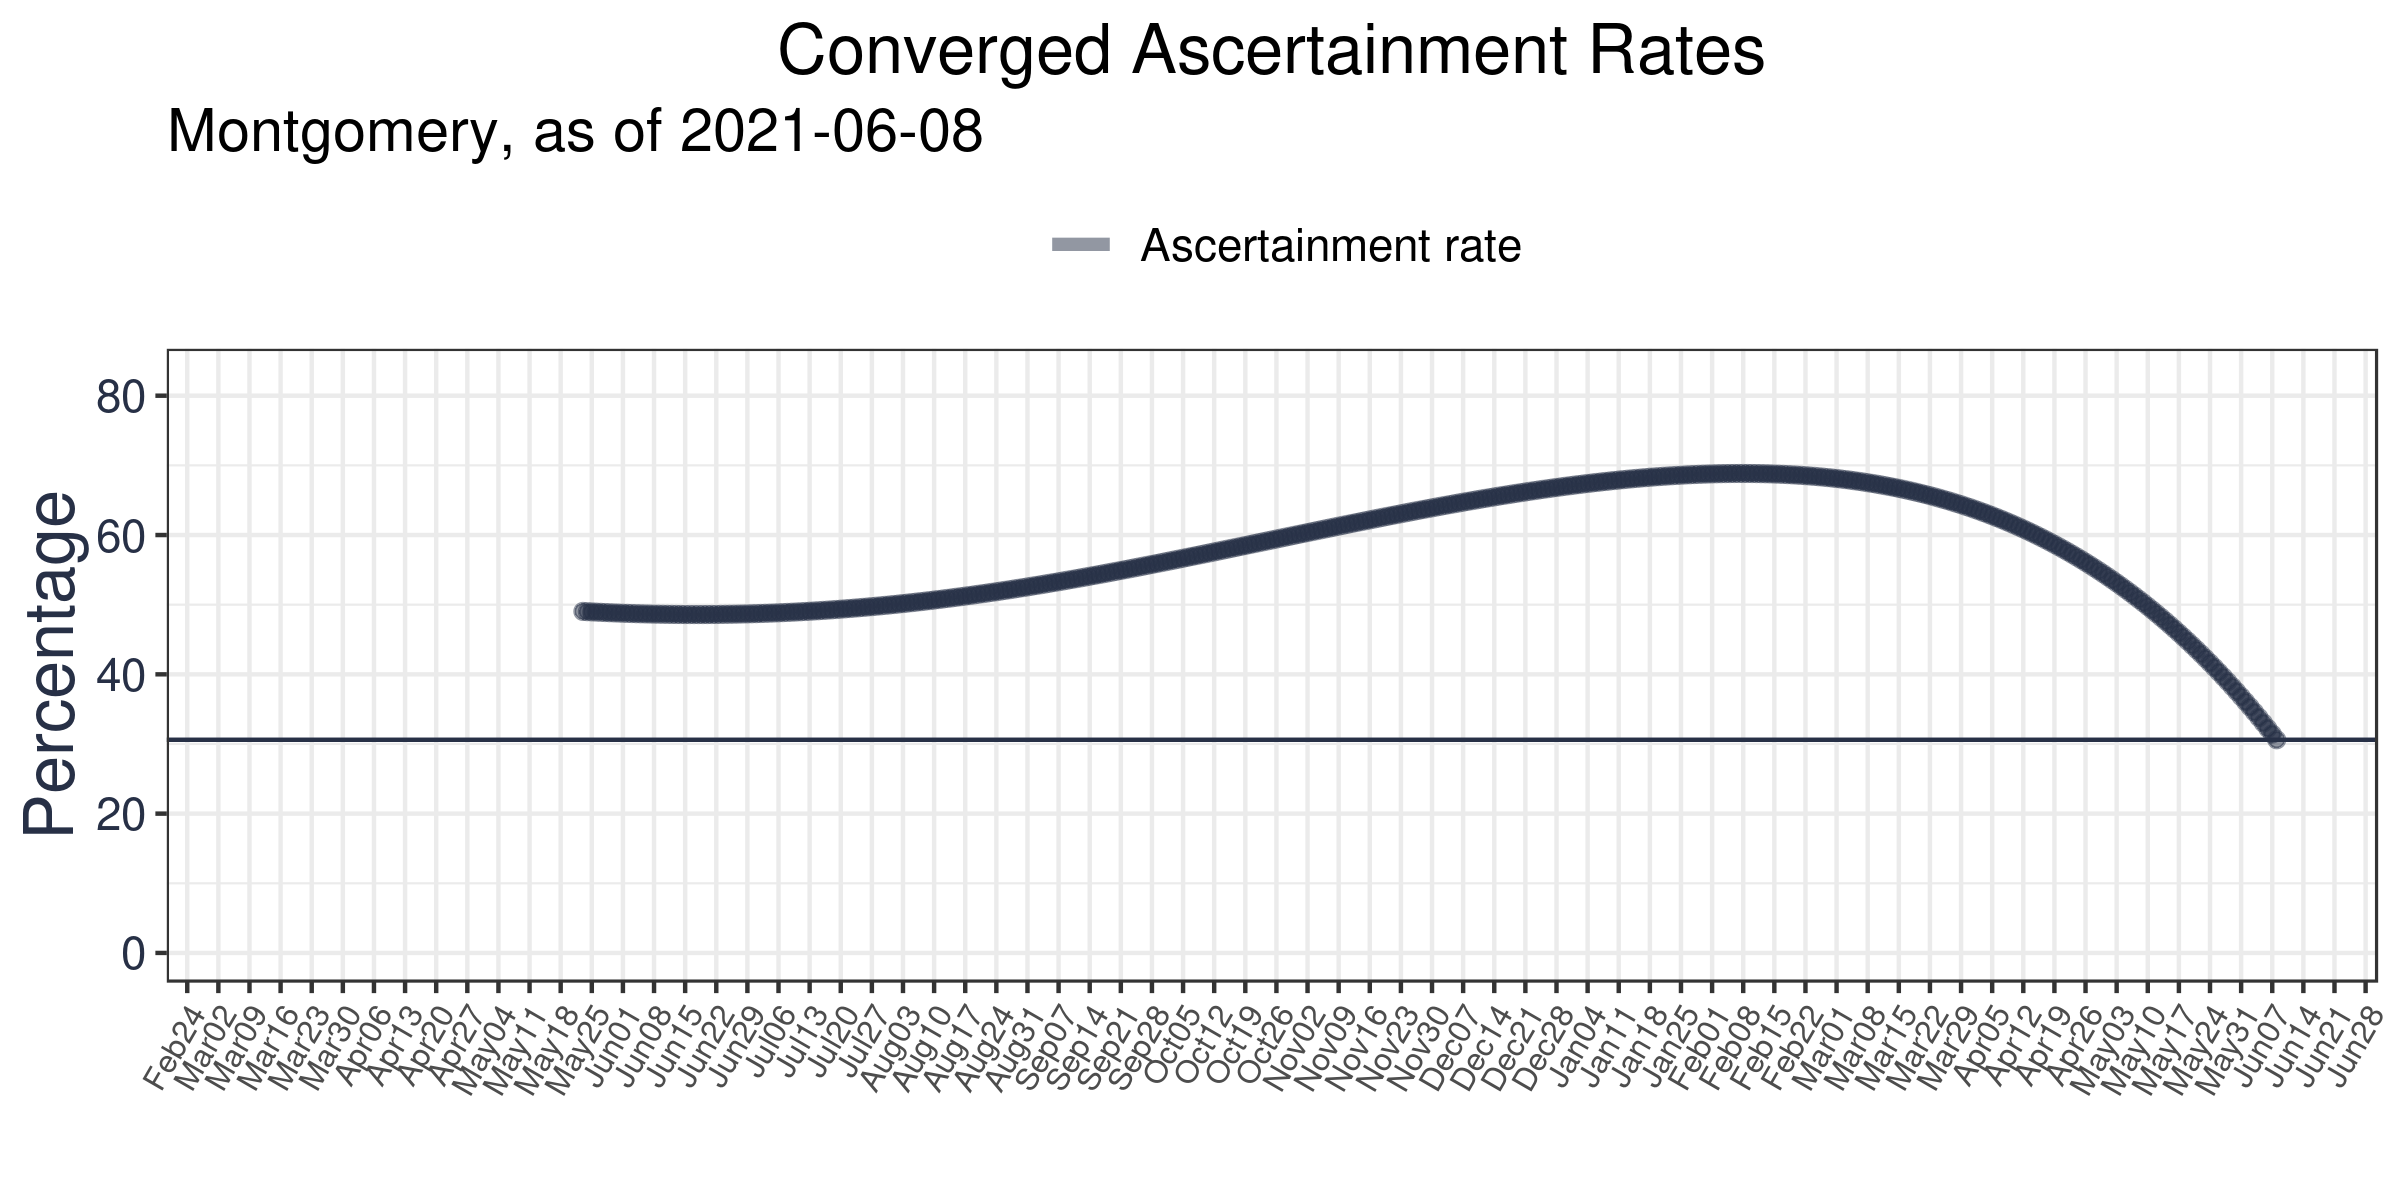 Converged Ascertainment Rates
Montgomery, as of 2021-06-08
Ascertainment rate
Percentage
80
60
40
20
0
Feb24 Mar02 Mar09 Mar16 Mar23 Mar30 Apr06 Apr13 Apr20 Apr27 May04 May11 May18 May25 Jun01 Jun08 Jun15 Jun22 Jun29 Jul06 Jul13 Jul20 Jul27 Aug03 Aug10 Aug17 Aug24 Aug31 Sep07 Sep14 Sep21 Sep28 Oct05 Oct12 Oct19 Oct26 Nov02 Nov09 Nov16 Nov23 Nov30 Dec07 Dec14 Dec21 Dec28 Jan04 Jan11 Jan18 Jan25 Feb01 Feb08 Feb15 Feb22 Mar01 Mar08 Mar15 Mar22 Mar29 Apr05 Apr12 Apr19 Apr26 May03 May10 May17 May24 May31 Jun07 Jun14 Jun21 Jun28